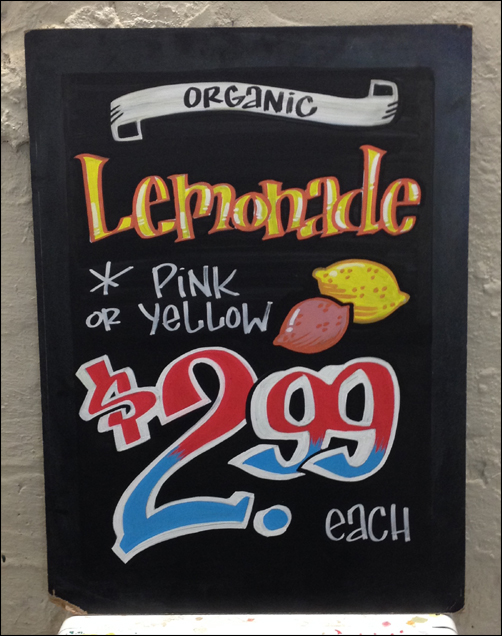 ORGANIC
Lemonade
* PiNK
OR YELLOW
$2.99
EACH